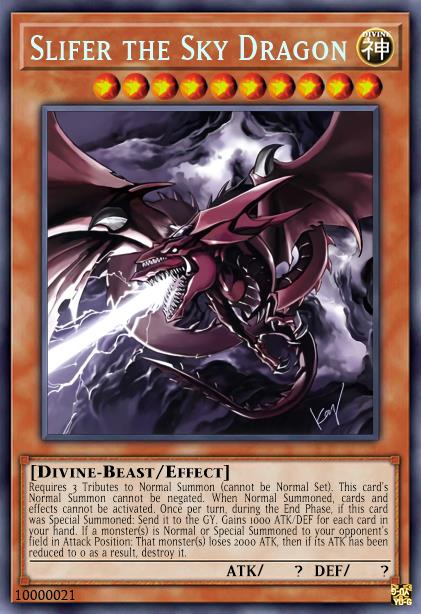 SLIFER THE SKY DRAGON
DIVINE
神
[DIVINE-BEAST/EFFECT]
Requires 3 Tributes to Normal Summon (cannot be Normal Set). This card's
Normal Summon cannot be negated. When Normal Summoned, cards and
effects cannot be activated. Once per turn, during the End Phase, if this card
was Special Summoned: Send it to the GY. Gains 1000 ATK/DEF for each card in
your hand. If a monster(s) is Normal or Special Summoned to your opponent's
field in Attack Position: That monster(s) loses 2000 ATK, then if its ATK has been
reduced to 0 as a result, destroy it.
ATK/ ? DEF/ ?
10000021